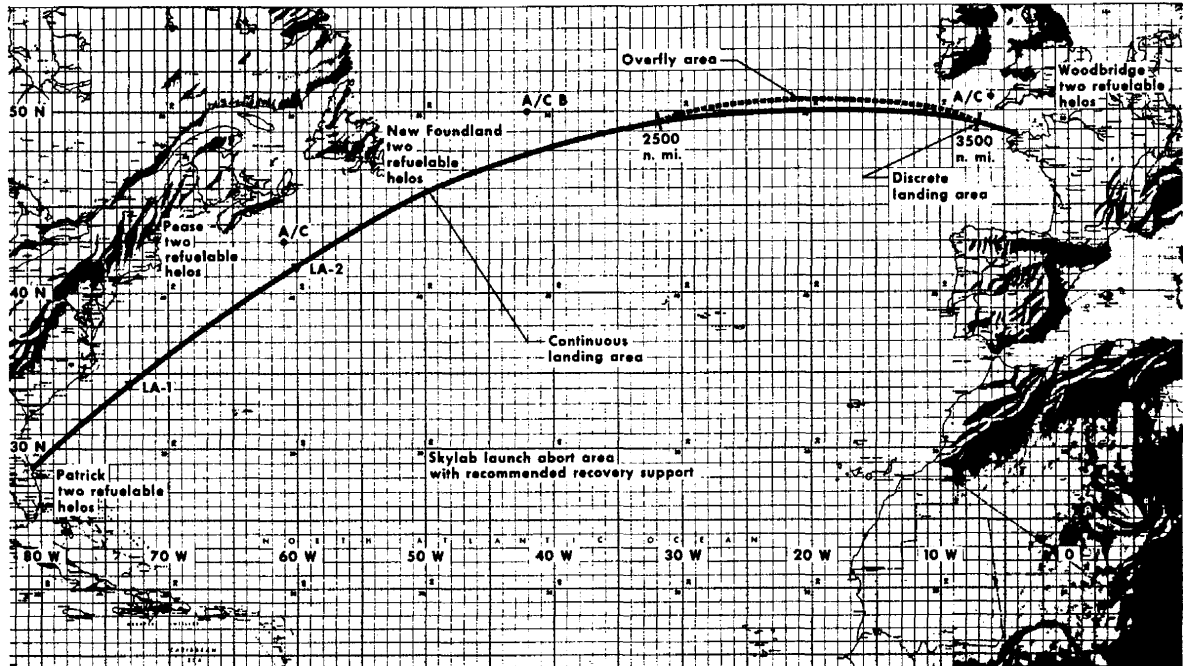 Overfly area
Woodbridge
two refuelable
helos
A/C B
A/C
50 N
New Foundland
two
refuelable
helos
2500
n. mi.
3500
n. mi.
Discrete
landing area
Pease
two
refuelable
helos
A/C
LA-2
40 N
Continuous
landing area
LA-1
30 N
Skylab launch abort area
with recommended recovery support
Patrick
two refuelable
helos
NORTH ATLANTIC OCEAN
80 W
70 W
60 W
50 W
40 W
30 W
20 W
10 W
0
CARIBBEAN
SEA